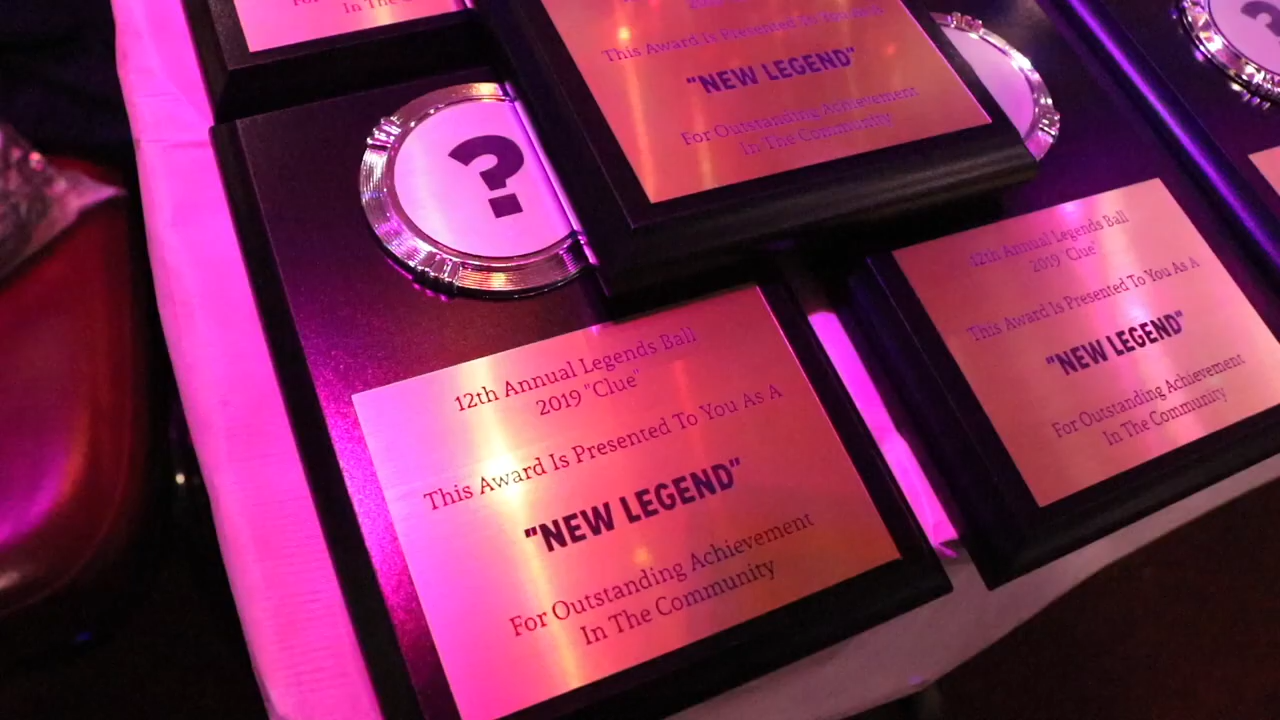 In The
This Award Is Presented To You As A
"NEW LEGEND"
For Outstanding Achievement
In The Community
?
?
12th Annual Legends Ball
2019 "Clue"
This Award Is Presented To You As A
"NEW LEGEND"
For Outstanding Achievement
In The Community
12th Annual Legends Ball
2019 "Clue"
This Award Is Presented To You As A
"NEW LEGEND"
For Outstanding Achievement
In The Community